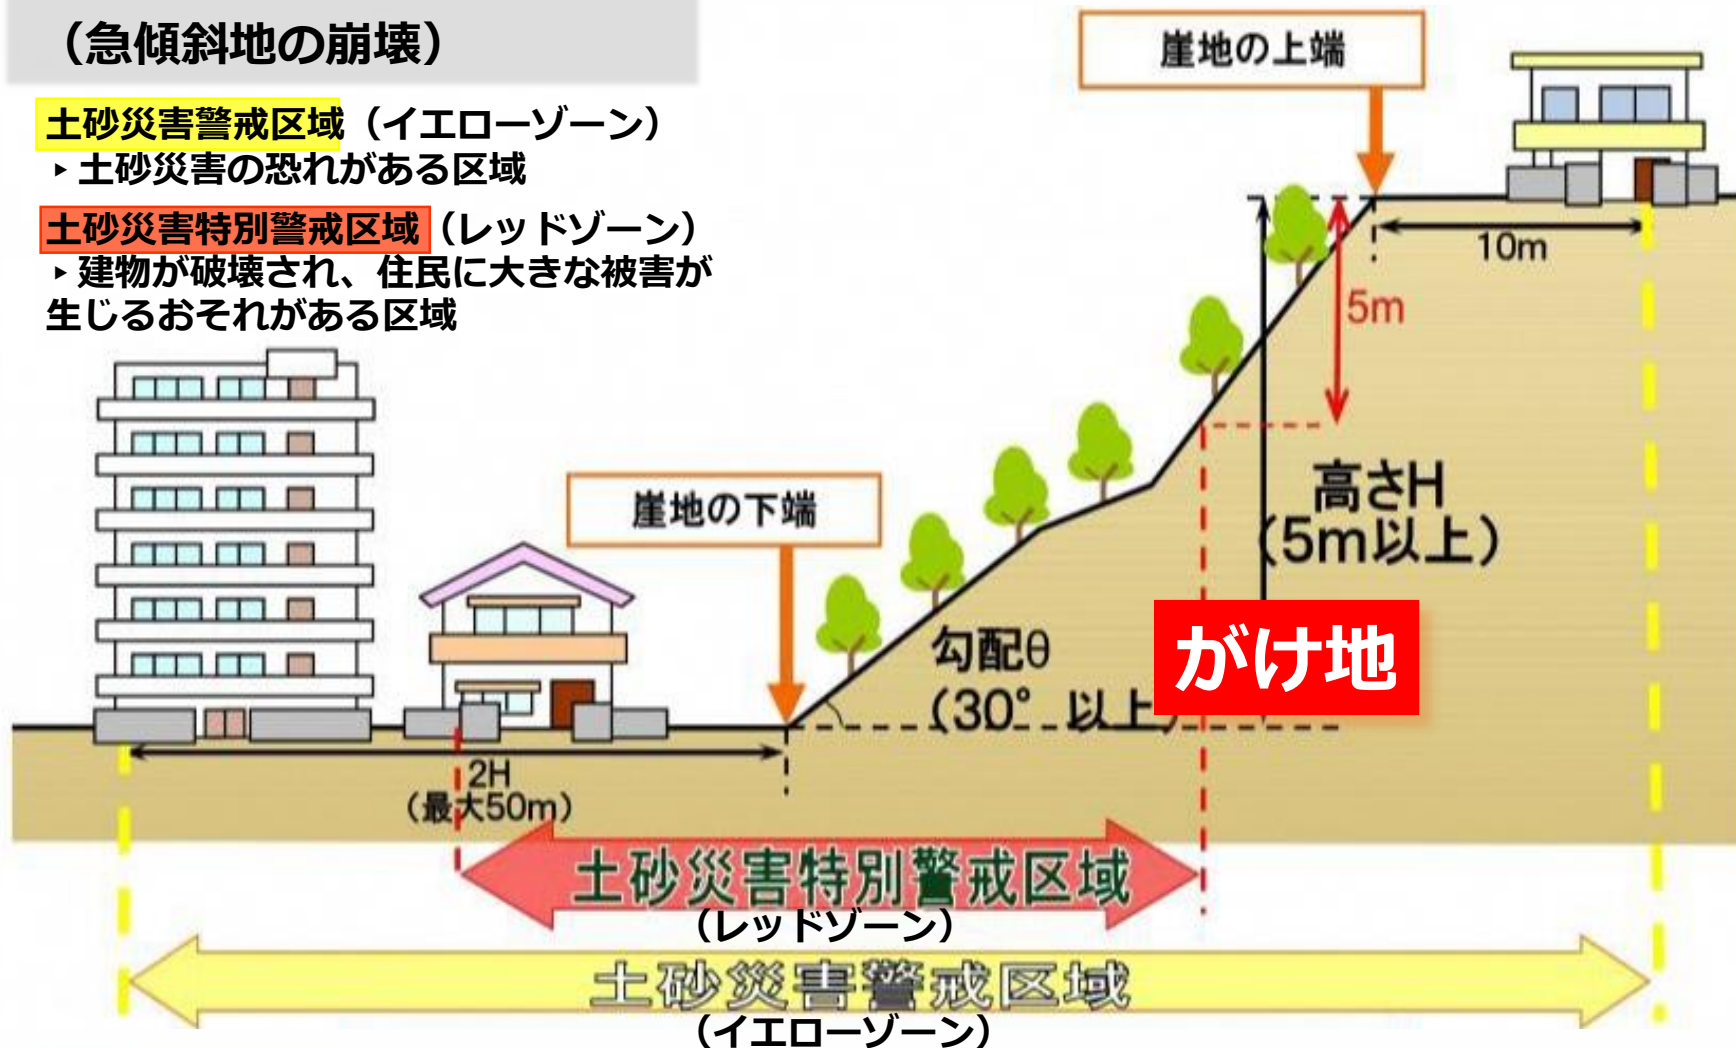 （急傾斜地の崩壊）
土砂災害警戒区域（イエローゾーン）
▸土砂災害の恐れがある区域
土砂災害特別警戒区域（レッドゾーン）
▸建物が破壊され、住民に大きな被害が
生じるおそれがある区域
崖地の上端
10m
5m
崖地の下端
高さH
（5m以上）
がけ地
勾配θ
（30°以上）
2H
（最大50m）
土砂災害特別警戒区域
（レッドゾーン）
土砂災害警戒区域
（イエローゾーン）